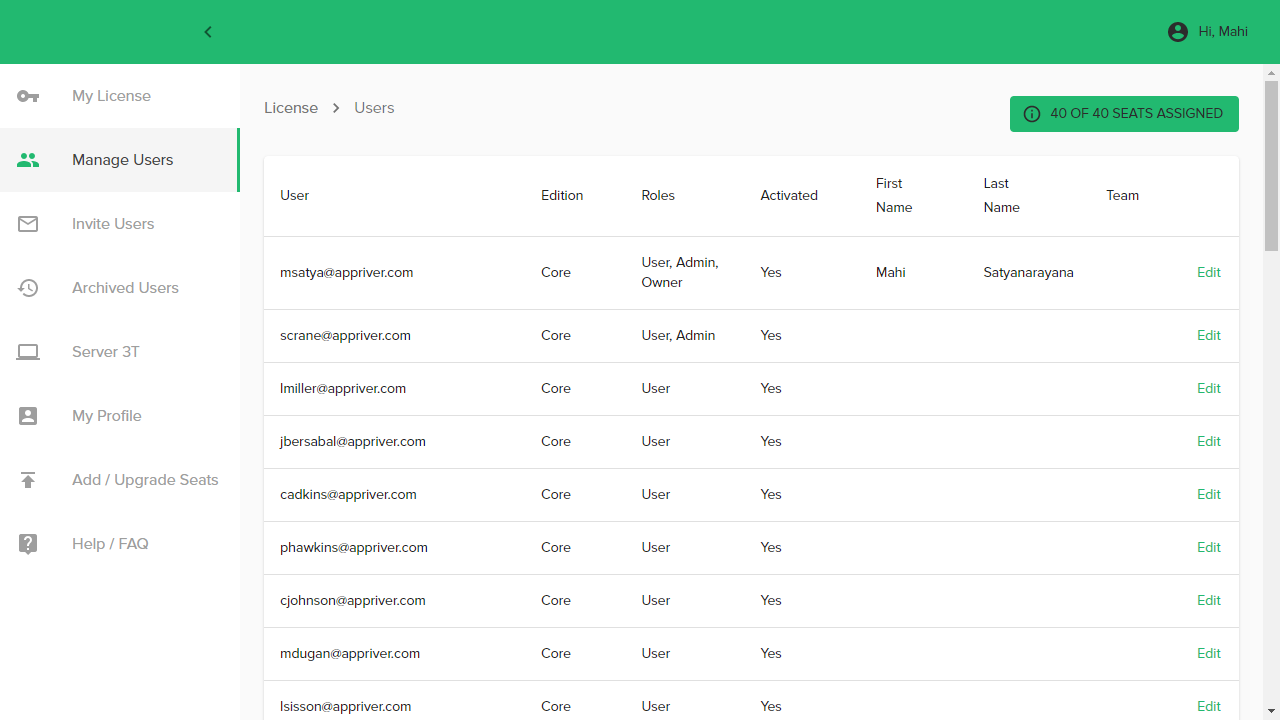 Hi, Mahi
My License
Manage Users
Invite Users
Archived Users
Server 3T
My Profile
Add / Upgrade Seats
Help / FAQ
License > Users
40 OF 40 SEATS ASSIGNED
User Edition Roles Activated First Name Last Name Team
msatya@appriver.com Core User, Admin, Owner Yes Mahi Satyanarayana Edit
scrane@appriver.com Core User, Admin Yes Edit
lmiller@appriver.com Core User Yes Edit
jbersabal@appriver.com Core User Yes Edit
cadkins@appriver.com Core User Yes Edit
phawkins@appriver.com Core User Yes Edit
cjohnson@appriver.com Core User Yes Edit
mdugan@appriver.com Core User Yes Edit
lsisson@appriver.com Core User Yes Edit